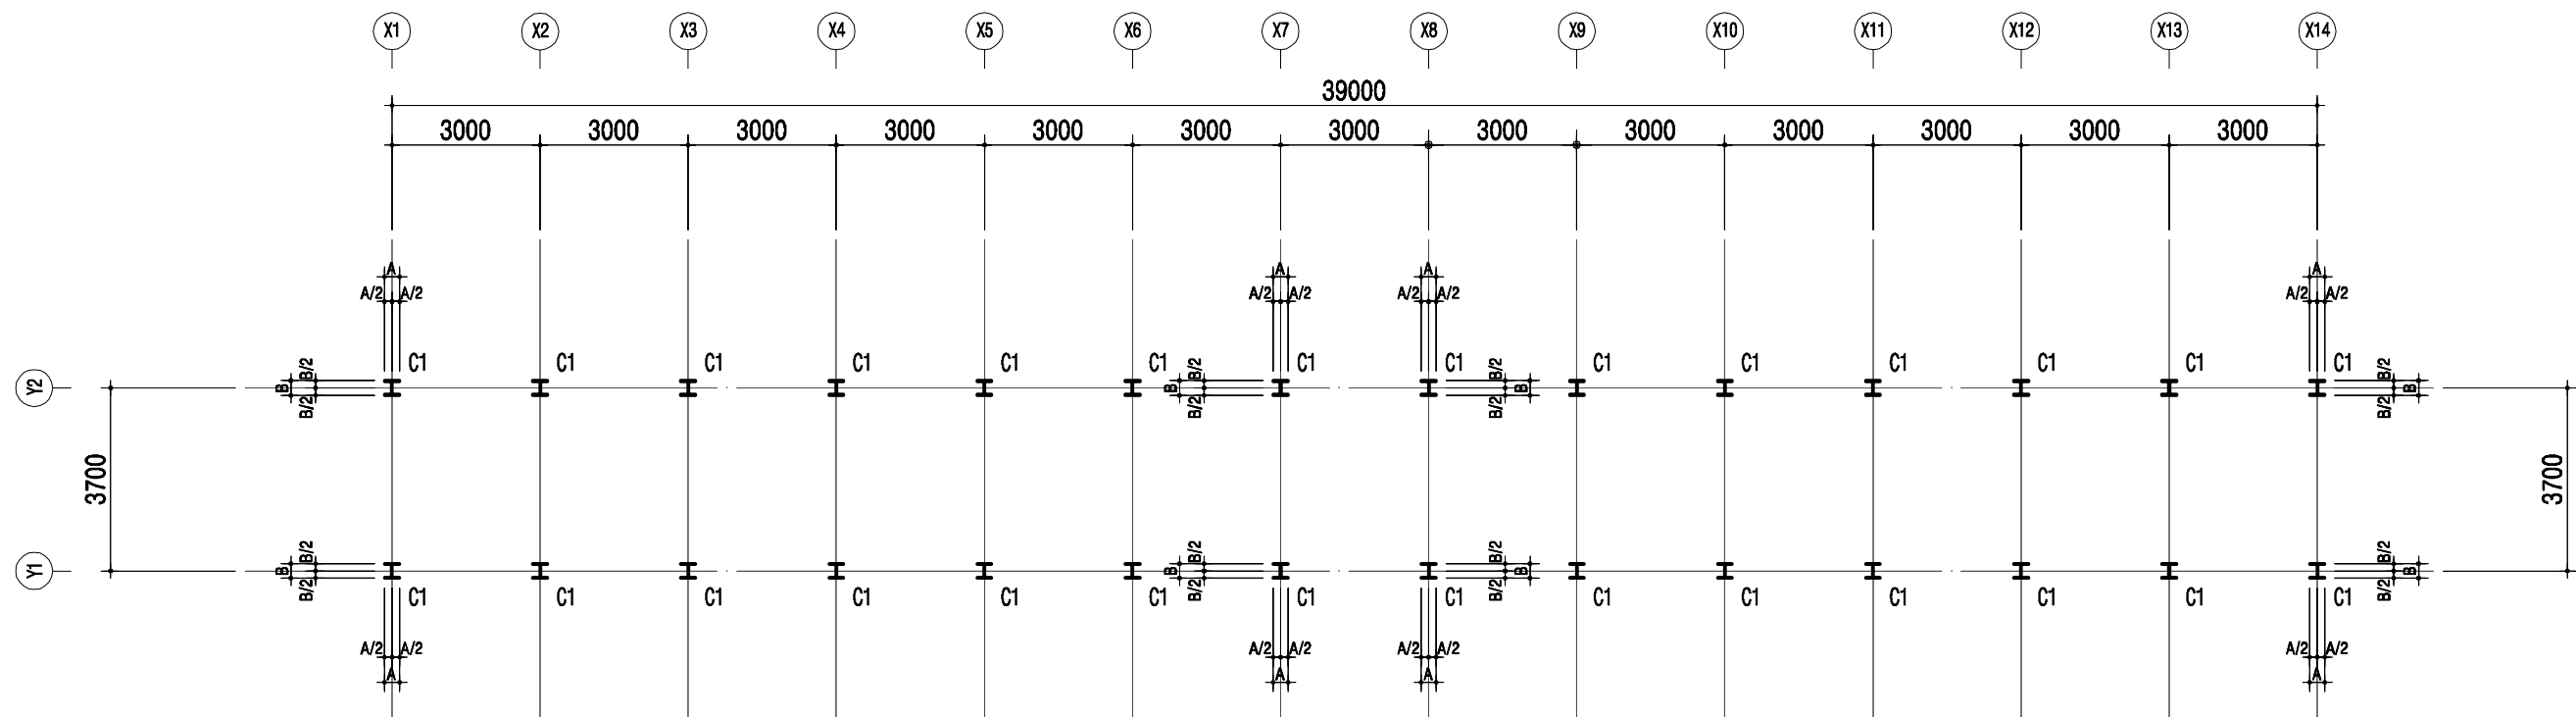 X1 X2 X3 X4 X5 X6 X7 X8 X9 X10 X11 X12 X13 X14
39000
3000 3000 3000 3000 3000 3000 3000 3000 3000 3000 3000 3000 3000
A A A A
A/2 A/2 A/2 A/2 A/2 A/2 A/2 A/2
C1 C1 C1 C1 C1 C1 C1 C1 C1 C1 C1 C1 C1 C1
B/2 B/2 B/2 B/2
Y2 B B B B
B/2 B/2 B/2 B/2
3700 3700
B/2 B/2 B/2 B/2
Y1 B B B B
B/2 B/2 B/2 B/2
C1 C1 C1 C1 C1 C1 C1 C1 C1 C1 C1 C1 C1 C1
A/2 A/2 A/2 A/2 A/2 A/2 A/2 A/2
A A A A